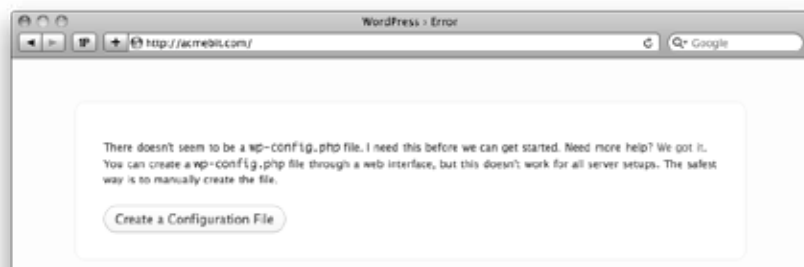 WordPress › Error
http://acmebit.com/
Google
There doesn't seem to be a wp-config.php file. I need this before we can get started. Need more help? We got it.
You can create a wp-config.php file through a web interface, but this doesn't work for all server setups. The safest
way is to manually create the file.
Create a Configuration File